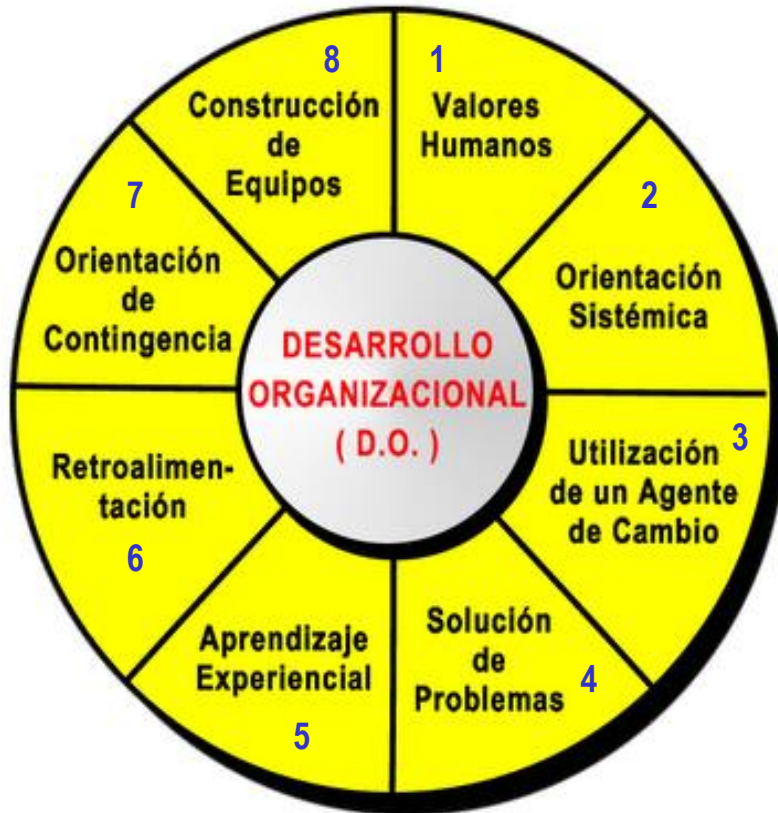 DESARROLLO
ORGANIZACIONAL
( D.O. )
1
Valores
Humanos
2
Orientación
Sistémica
3
Utilización
de un Agente
de Cambio
Solución
de
Problemas
4
Aprendizaje
Experiencial
5
Retroalimen-
tación
6
7
Orientación
de
Contingencia
8
Construcción
de
Equipos